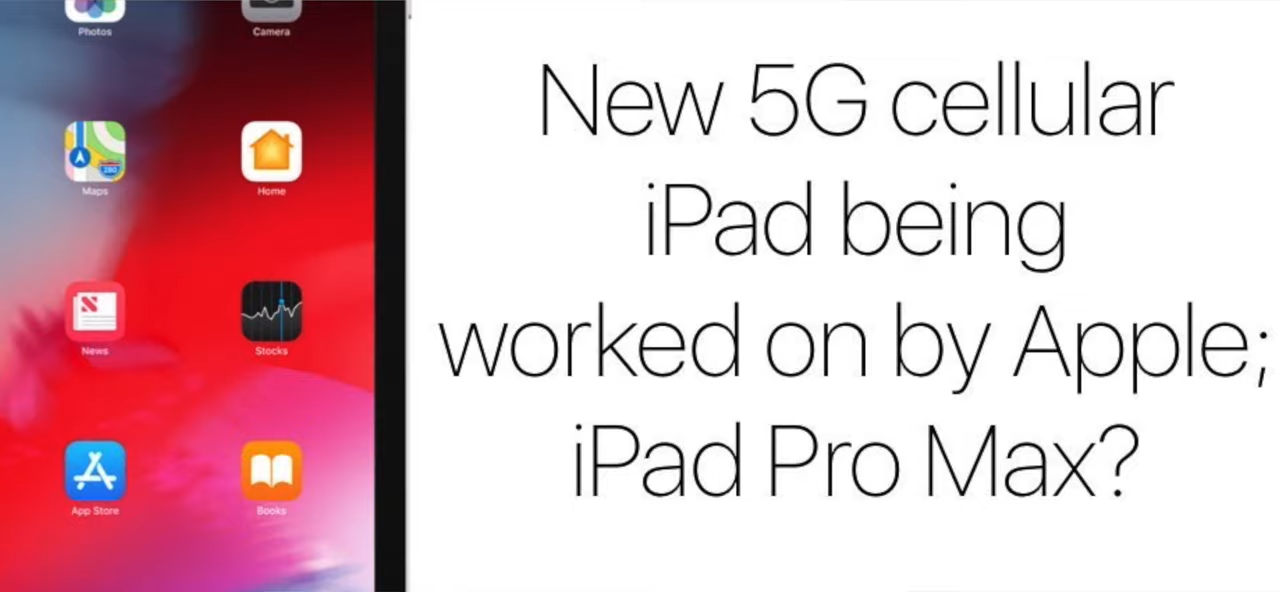 Photos Camera
Maps Home
280
News Stocks
App Store Books
New 5G cellular
iPad being
worked on by Apple;
iPad Pro Max?